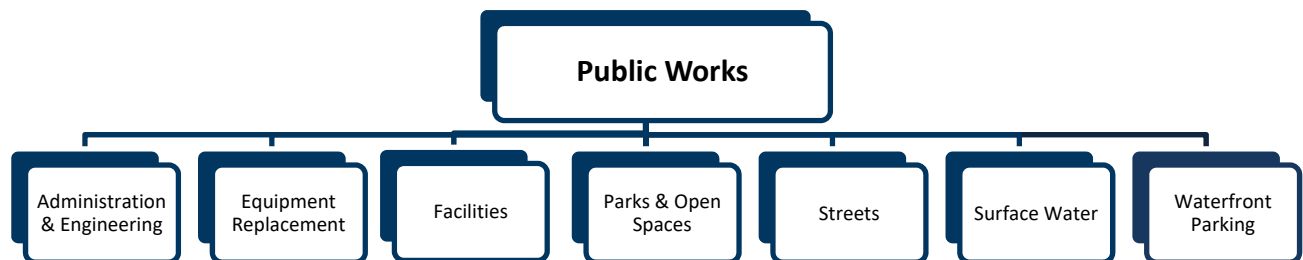 Public Works
Administration
& Engineering
Equipment
Replacement
Facilities
Parks & Open
Spaces
Streets
Surface Water
Waterfront
Parking